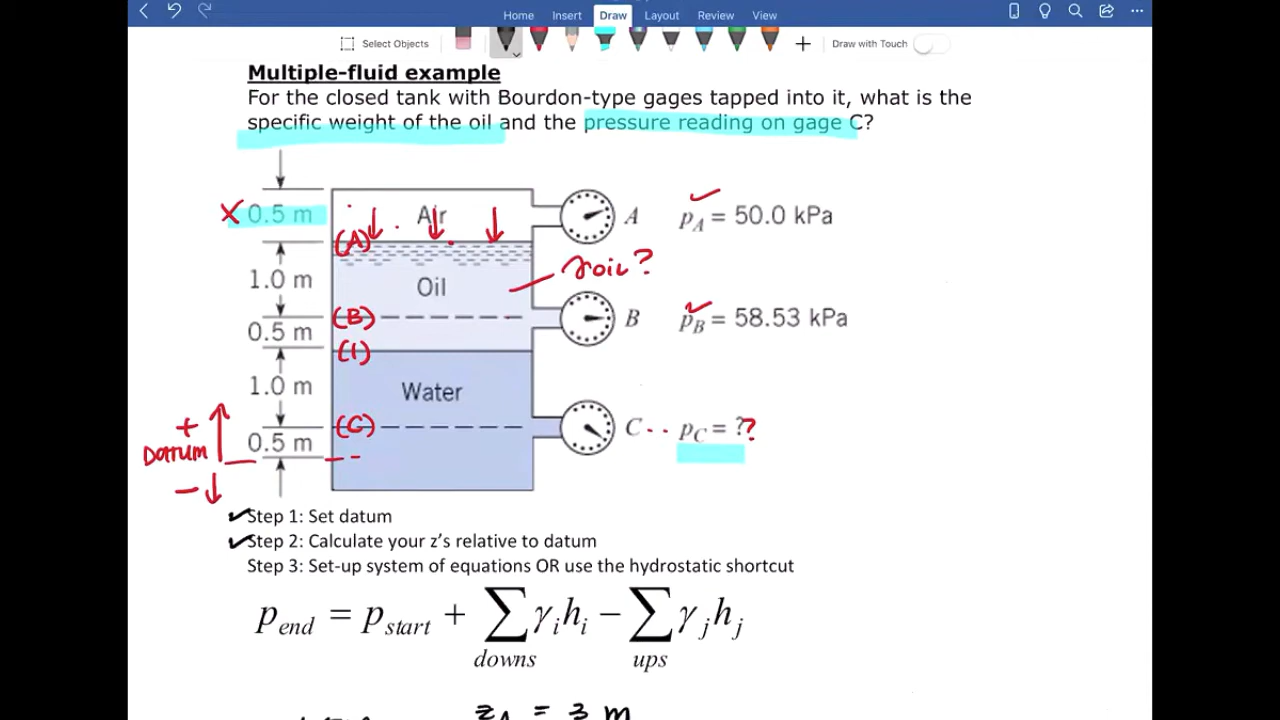 Home Insert Draw Layout Review View
Select Objects
Draw with Touch
Multiple-fluid example
For the closed tank with Bourdon-type gages tapped into it, what is the
specific weight of the oil and the pressure reading on gage C?
X 0.5 m
Air
A
pA = 50.0 kPa
(A)
γoil?
1.0 m
Oil
(B)
B
pB = 58.53 kPa
0.5 m
(1)
1.0 m
Water
(C)
C
pC = ??
+
DATUM
0.5 m
−
Step 1: Set datum
Step 2: Calculate your z’s relative to datum
Step 3: Set-up system of equations OR use the hydrostatic shortcut
pend = pstart + ∑ γihi − ∑ γjhj
downs ups
zA = 3 m